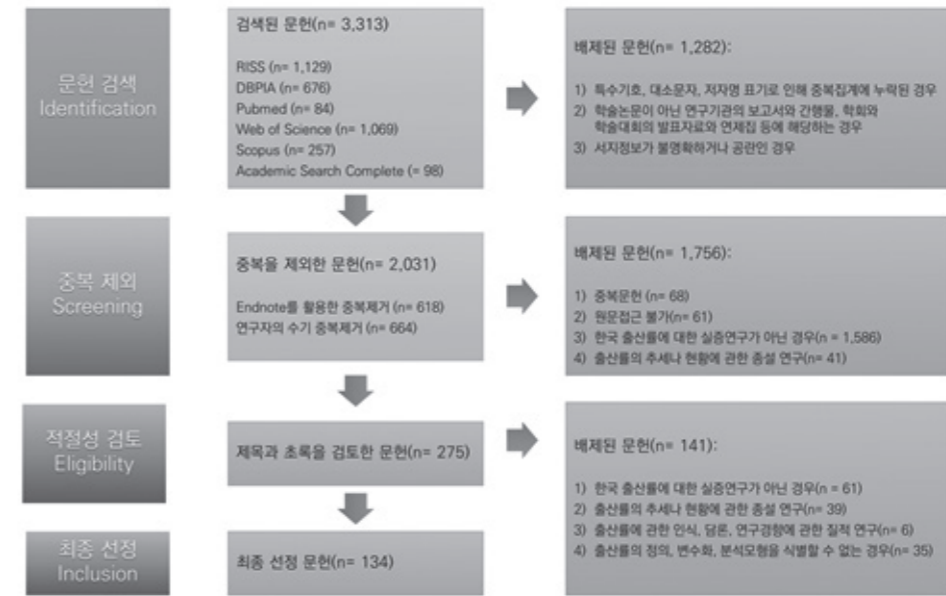 문헌 검색
Identification
검색된 문헌(n= 3,313)
RISS (n= 1,129)
DBPIA (n= 676)
Pubmed (n= 84)
Web of Science (n= 1,069)
Scopus (n= 257)
Academic Search Complete (= 98)
배제된 문헌(n= 1,282):
1) 특수기호, 대소문자, 저자명 표기로 인해 중복집계에 누락된 경우
2) 학술논문이 아닌 연구기관의 보고서와 간행물, 학회와
학술대회의 발표자료와 연제집 등에 해당하는 경우
3) 서지정보가 불명확하거나 공란인 경우
중복 제외
Screening
중복을 제외한 문헌(n= 2,031)
Endnote를 활용한 중복제거 (n= 618)
연구자의 수기 중복제거 (n= 664)
배제된 문헌(n= 1,756):
1) 중복문헌 (n= 68)
2) 원문접근 불가(n= 61)
3) 한국 출산률에 대한 실증연구가 아닌 경우(n = 1,586)
4) 출산률의 추세나 현황에 관한 종설 연구(n= 41)
적절성 검토
Eligibility
제목과 초록을 검토한 문헌(n= 275)
배제된 문헌(n= 141):
1) 한국 출산률에 대한 실증연구가 아닌 경우(n = 61)
2) 출산률의 추세나 현황에 관한 종설 연구(n= 39)
3) 출산률에 관한 인식, 담론, 연구경향에 관한 질적 연구(n= 6)
4) 출산률의 정의, 변수화, 분석모형을 식별할 수 없는 경우(n= 35)
최종 선정
Inclusion
최종 선정 문헌(n= 134)